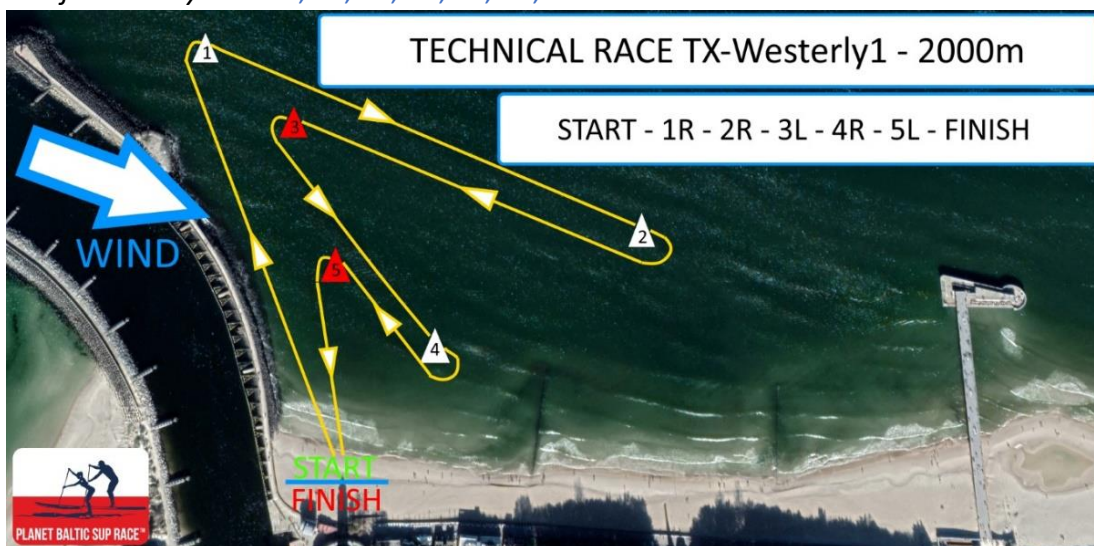 1
TECHNICAL RACE TX-Westerly1 - 2000m
3
START - 1R - 2R - 3L - 4R - 5L - FINISH
2
WIND
5
4
START
FINISH
PLANET BALTIC SUP RACE™